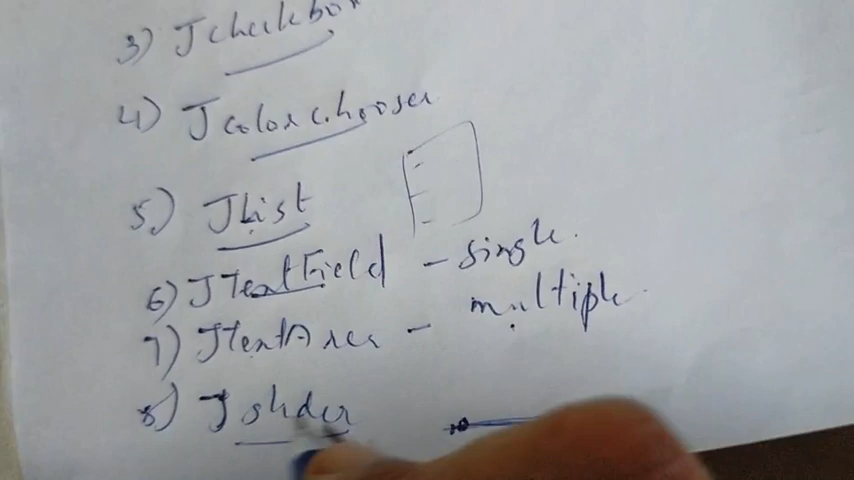 3) Jcheckbox
4) Jcolorchooser
5) JList
6) JTextField - single.
7) JTextArea - multiple.
8) Jslider